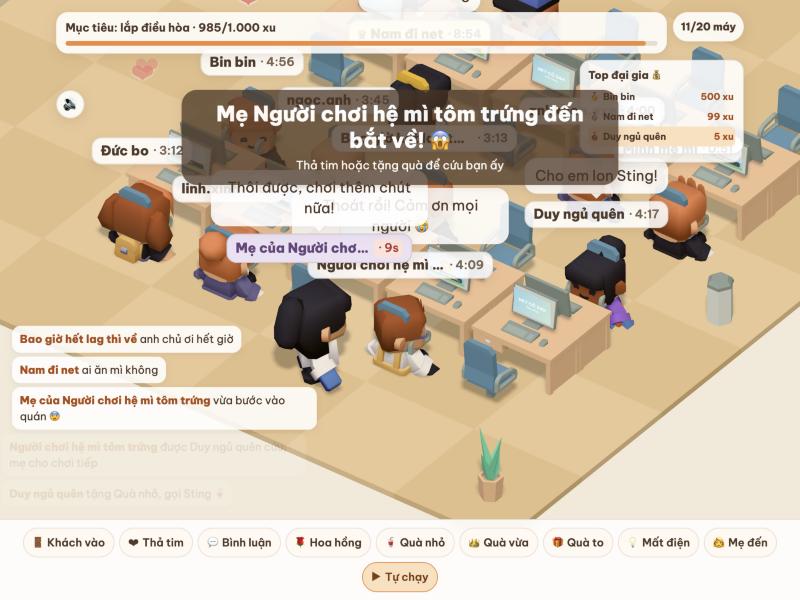 Mục tiêu: lắp điều hòa · 985/1.000 xu
11/20 máy
Nam đi net · 8:54
Bin bin · 4:56
Top đại gia
Bin bin 500 xu
Nam đi net 99 xu
Duy ngủ quên 5 xu
ngoc.anh · 3:45
Mẹ Người chơi hệ mì tôm trứng đến
bắt về! 😱
Thả tim hoặc tặng quà để cứu bạn ấy
· 3:13
Đức bo · 3:12
Cho em lon Sting!
linh.
Thôi được, chơi thêm chút
nữa!
Thoát rồi! Cảm ơn mọi
người
Duy ngủ quên · 4:17
Mẹ của Người chơ... · 9s
Người chơi hệ mì ... · 4:09
Bao giờ hết lag thì về anh chủ ơi hết giờ
Nam đi net ai ăn mì không
Mẹ của Người chơi hệ mì tôm trứng vừa bước vào
quán 😨
Người chơi hệ mì tôm trứng được Duy ngủ quên cứu,
mẹ cho chơi tiếp
Duy ngủ quên tặng Quà nhỏ, gọi Sting
Khách vào
Thả tim
Bình luận
Hoa hồng
Quà nhỏ
Quà vừa
Quà to
Mất điện
Mẹ đến
Tự chạy